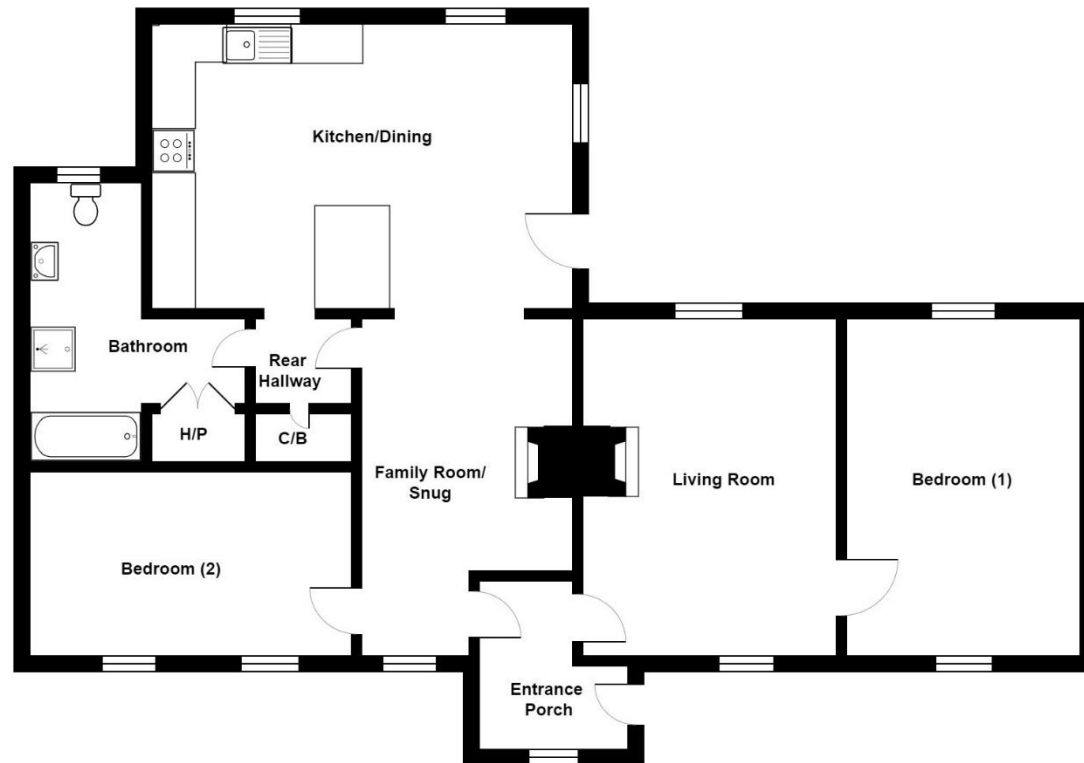 Kitchen/Dining
Bathroom
Rear
Hallway
H/P
C/B
Family Room/
Snug
Living Room
Bedroom (1)
Bedroom (2)
Entrance
Porch